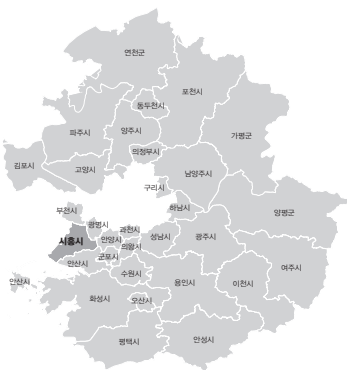 연천군
포천시
동두천시
파주시
양주시
가평군
의정부시
김포시
고양시
남양주시
구리시
하남시
부천시
양평군
광명시
과천시
시흥시
안양시
성남시
광주시
의왕시
군포시
안산시
여주시
수원시
안산시
용인시
이천시
화성시
오산시
평택시
안성시